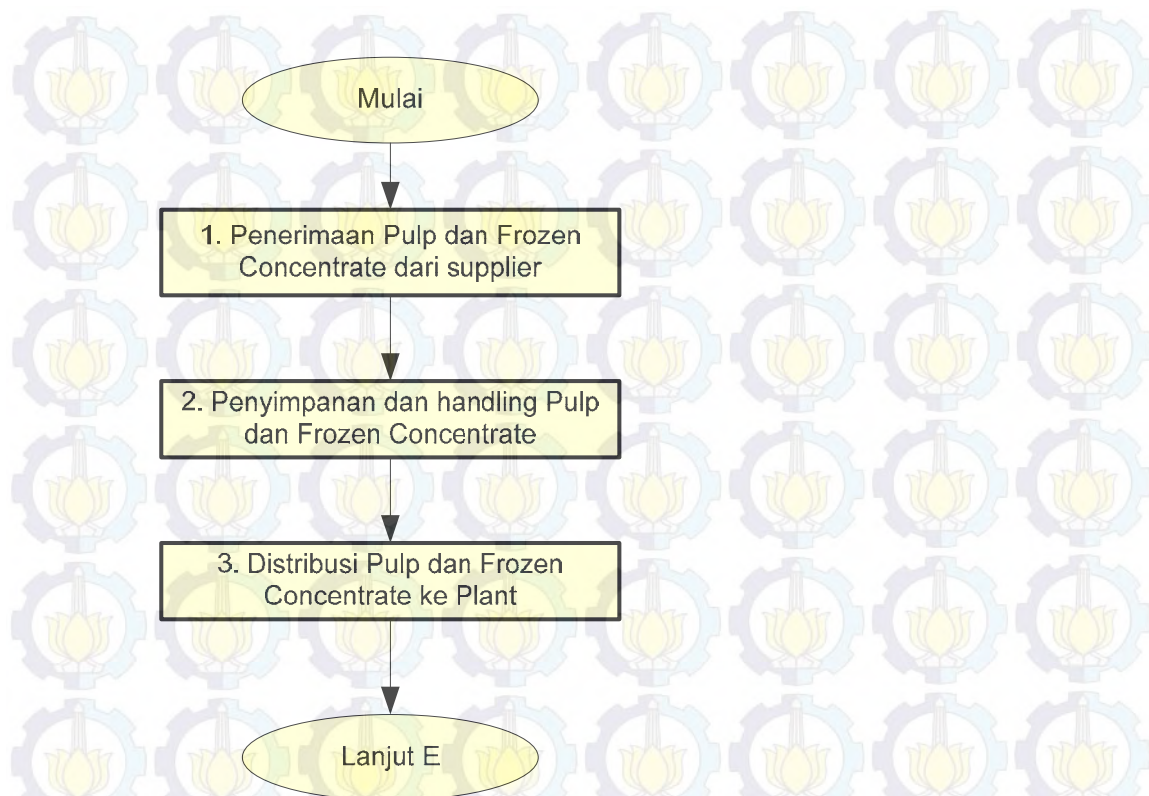 Mulai
1. Penerimaan Pulp dan Frozen
Concentrate dari supplier
2. Penyimpanan dan handling Pulp
dan Frozen Concentrate
3. Distribusi Pulp dan Frozen
Concentrate ke Plant
Lanjut E